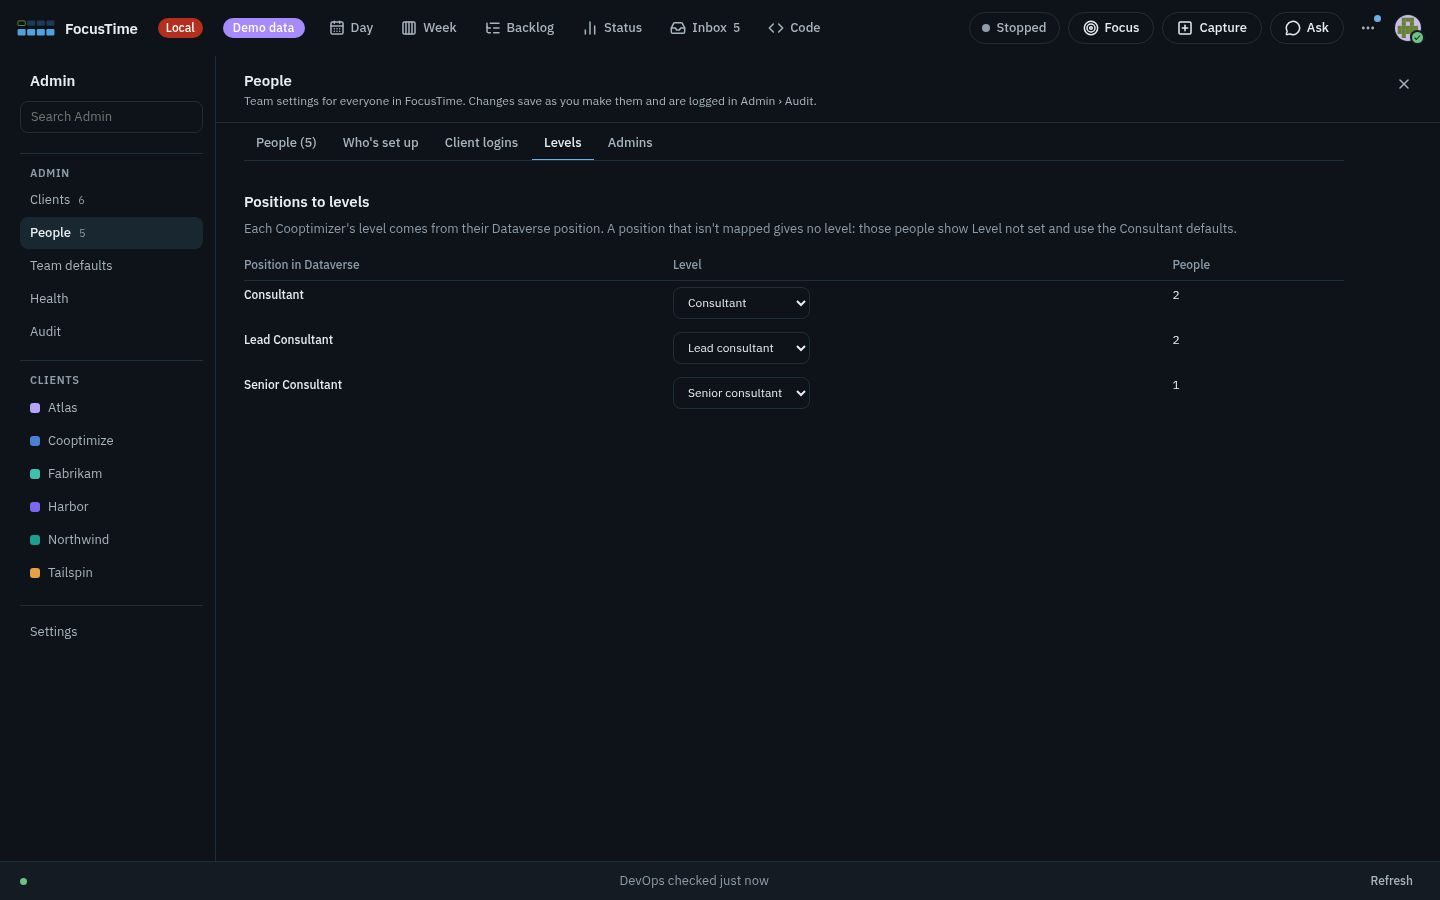 FocusTime
Local
Demo data
Day
Week
Backlog
Status
Inbox 5
Code
Stopped
Focus
Capture
Ask
Admin
Search Admin
ADMIN
Clients 6
People 5
Team defaults
Health
Audit
CLIENTS
Atlas
Cooptimize
Fabrikam
Harbor
Northwind
Tailspin
Settings
People
Team settings for everyone in FocusTime. Changes save as you make them and are logged in Admin › Audit.
People (5)
Who's set up
Client logins
Levels
Admins
Positions to levels
Each Cooptimizer's level comes from their Dataverse position. A position that isn't mapped gives no level: those people show Level not set and use the Consultant defaults.
Position in Dataverse
Level
People
Consultant
Consultant
2
Lead Consultant
Lead consultant
2
Senior Consultant
Senior consultant
1
DevOps checked just now
Refresh